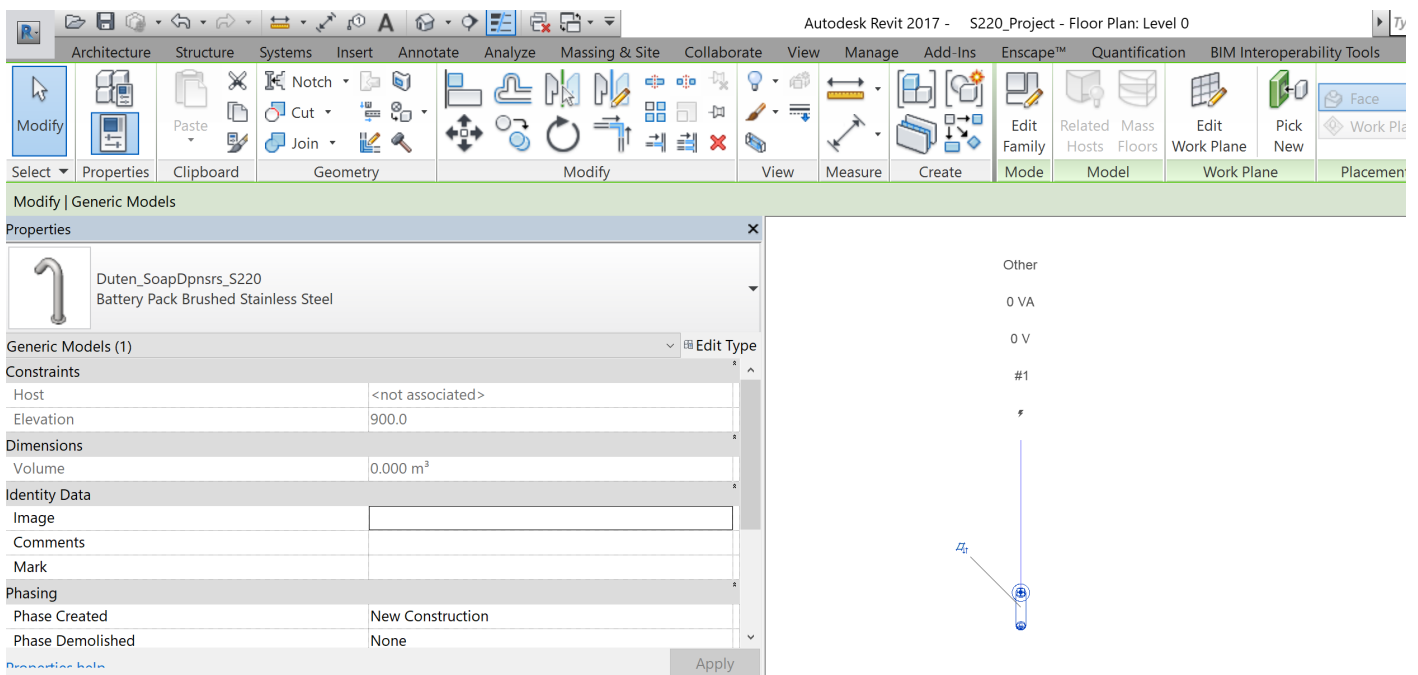 R
A
Autodesk Revit 2017 - S220_Project - Floor Plan: Level 0
Architecture Structure Systems Insert Annotate Analyze Massing & Site Collaborate View Manage Add-Ins Enscape™ Quantification BIM Interoperability Tools
Modify
Paste
Notch
Cut
Join
Edit Family
Related Hosts
Mass Floors
Edit Work Plane
Pick New
Face
Work Pla
Select Properties Clipboard Geometry Modify View Measure Create Mode Model Work Plane Placemen
Modify | Generic Models
Properties
Duten_SoapDpnsrs_S220
Battery Pack Brushed Stainless Steel
Generic Models (1) Edit Type
Constraints
Host <not associated>
Elevation 900.0
Dimensions
Volume 0.000 m³
Identity Data
Image
Comments
Mark
Phasing
Phase Created New Construction
Phase Demolished None
Properties help
Apply
Other
0 VA
0 V
#1